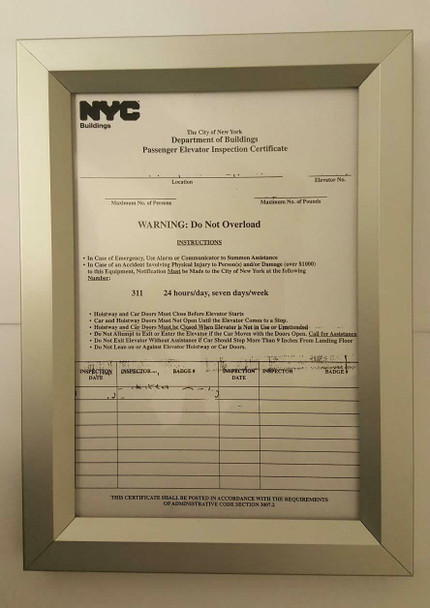 NYC
Buildings
The City of New York
Department of Buildings
Passenger Elevator Inspection Certificate
Location
Elevator No.
Maximum No. of Person
Maximum No. of Pounds
WARNING: Do Not Overload
INSTRUCTIONS
• In Case of Emergency, Use Alarm or Communicator to Summon Assistance
• In Case of an Accident Involving Physical Injury to Person(s) and/or Damage (over $1000)
to this Equipment, Notification Must be Made to the City of New York at the following
Number:
311 24 hours/day, seven days/week
• Hoistway and Car Doors Must Close Before Elevator Starts
• Car and Hoistway Doors Must Not Open Until the Elevator Comes to a Stop.
• Hoistway and Car Doors Must be Closed When Elevator is Not in Use or Unattended
• Do Not Attempt to Exit or Enter the Elevator if the Car Moves with the Doors Open. Call for Assistance
• Do Not Exit Elevator Without Assistance if Car Should Stop More Than 9 Inches From Landing Floor
• Do Not Lean on or Against Elevator Hoistway or Car Doors.
INSPECTION INSPECTOR BADGE # INSPECTION INSPECTOR BADGE #
DATE DATE
THIS CERTIFICATE SHALL BE POSTED IN ACCORDANCE WITH THE REQUIREMENTS
OF ADMINISTRATIVE CODE SECTION 3007.2